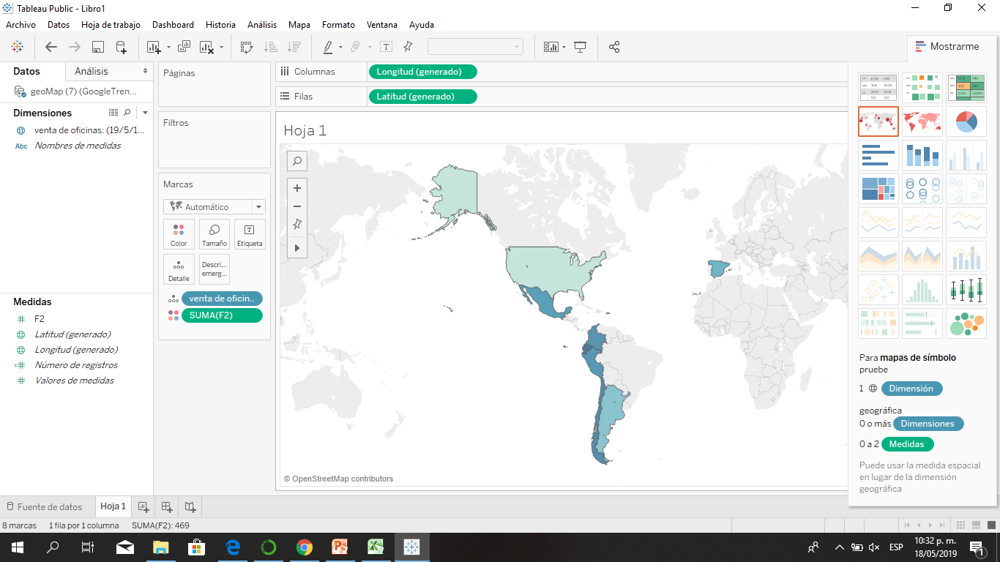 Tableau Public - Libro1
Archivo Datos Hoja de trabajo Dashboard Historia Análisis Mapa Formato Ventana Ayuda
Mostrarme
Datos Análisis
geoMap (7) (GoogleTren...
Dimensiones
venta de oficinas: (19/5/1...
Abc Nombres de medidas
Medidas
F2
Latitud (generado)
Longitud (generado)
Número de registros
Valores de medidas
Páginas
Filtros
Marcas
Automático
Color Tamaño Etiqueta
Detalle Descri... emerg...
venta de oficin..
SUMA(F2)
Columnas Longitud (generado)
Filas Latitud (generado)
Hoja 1
© OpenStreetMap contributors
Para mapas de símbolo
pruebe
1 Dimensión
geográfica
0 o más Dimensiones
0 a 2 Medidas
Puede usar la medida espacial
en lugar de la dimensión
geográfica
Fuente de datos Hoja 1
8 marcas 1 fila por 1 columna SUMA(F2): 469
ESP
10:32 p. m.
18/05/2019
1